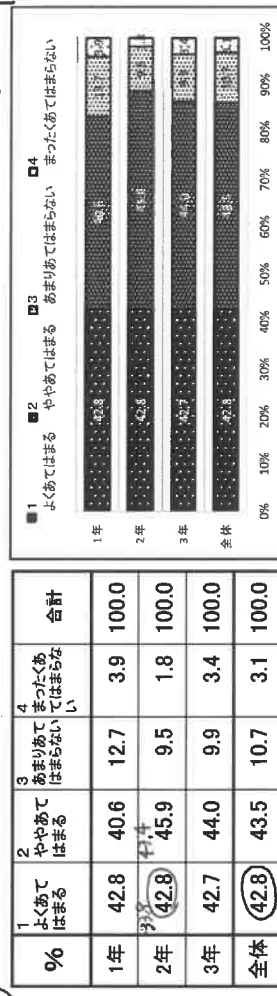 %
1
よくあて
はまる
2
ややあて
はまる
3
あまりあて
はまらない
4
まったくあ
てはまらな
い
合計
1年 42.8 40.6 12.7 3.9 100.0
2年 42.8 45.9 9.5 1.8 100.0
3年 42.7 44.0 9.9 3.4 100.0
全体 42.8 43.5 10.7 3.1 100.0
1
よくあてはまる
2
ややあてはまる
3
あまりあてはまらない
4
まったくあてはまらない
1年 42.8 40.6
2年 42.8 45.9
3年 42.7 44.0
全体 42.8 43.5
0% 10% 20% 30% 40% 50% 60% 70% 80% 90% 100%